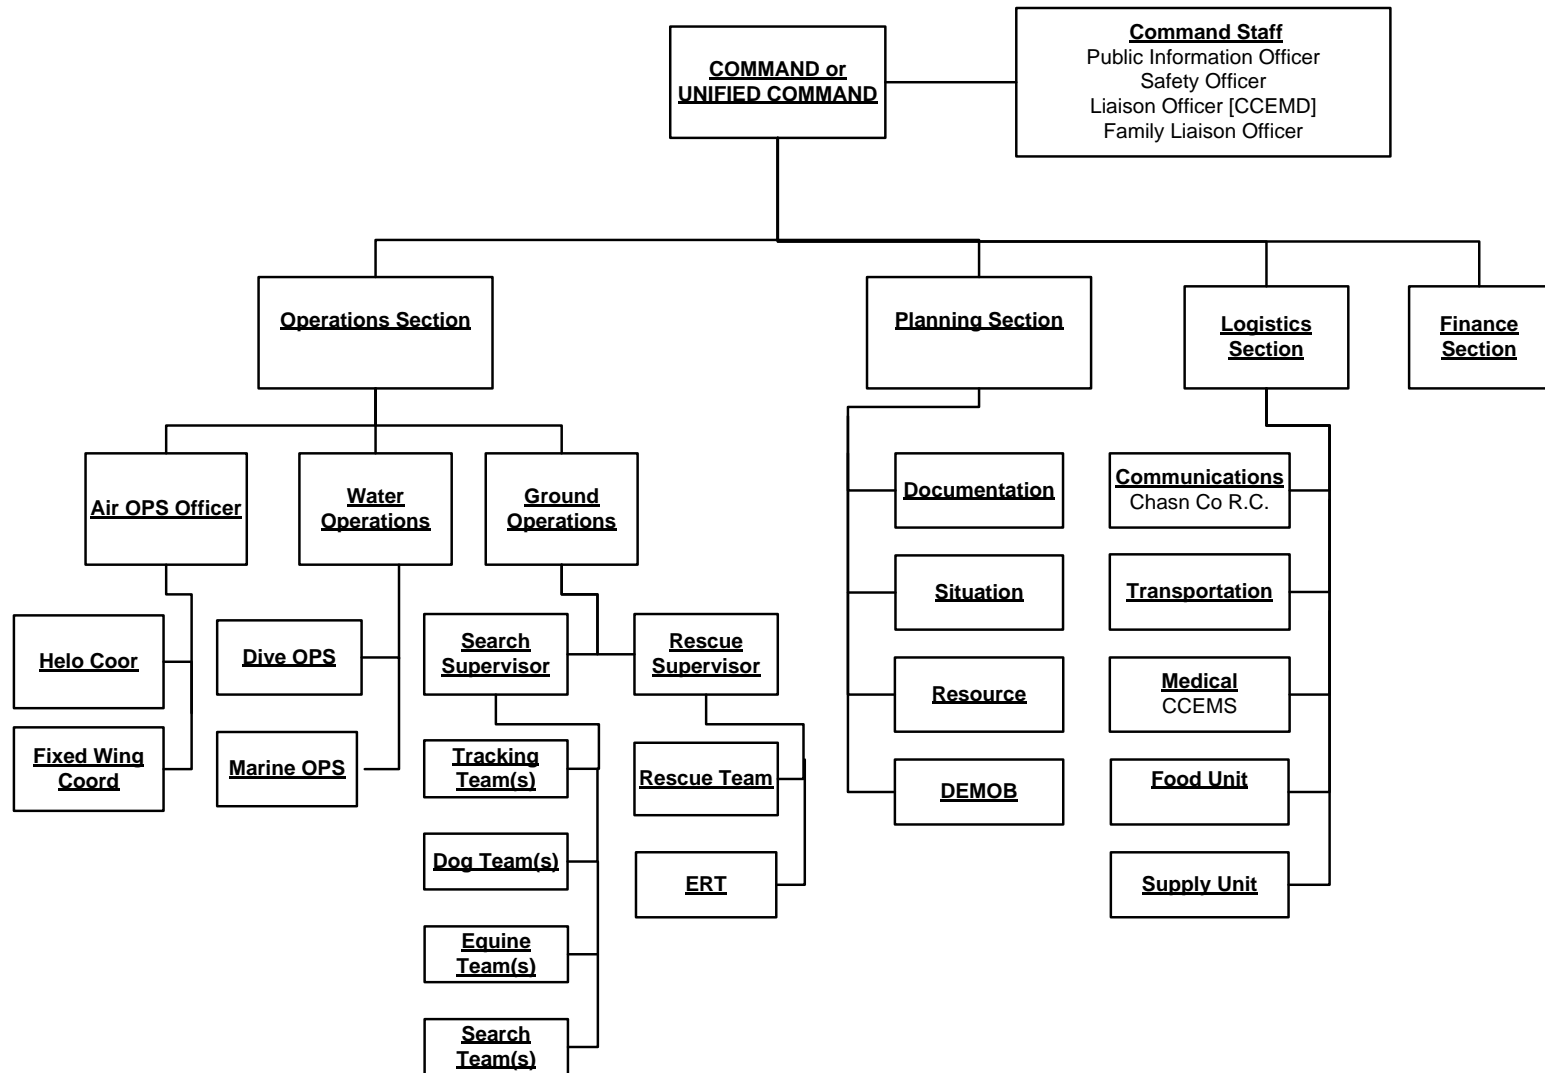 COMMAND or
UNIFIED COMMAND
Command Staff
Public Information Officer
Safety Officer
Liaison Officer [CCEMD]
Family Liaison Officer
Operations Section
Planning Section
Logistics
Section
Finance
Section
Air OPS Officer
Water
Operations
Ground
Operations
Helo Coor
Fixed Wing
Coord
Dive OPS
Marine OPS
Search
Supervisor
Rescue
Supervisor
Tracking
Team(s)
Dog Team(s)
Equine
Team(s)
Search
Team(s)
Rescue Team
ERT
Documentation
Situation
Resource
DEMOB
Communications
Chasn Co R.C.
Transportation
Medical
CCEMS
Food Unit
Supply Unit